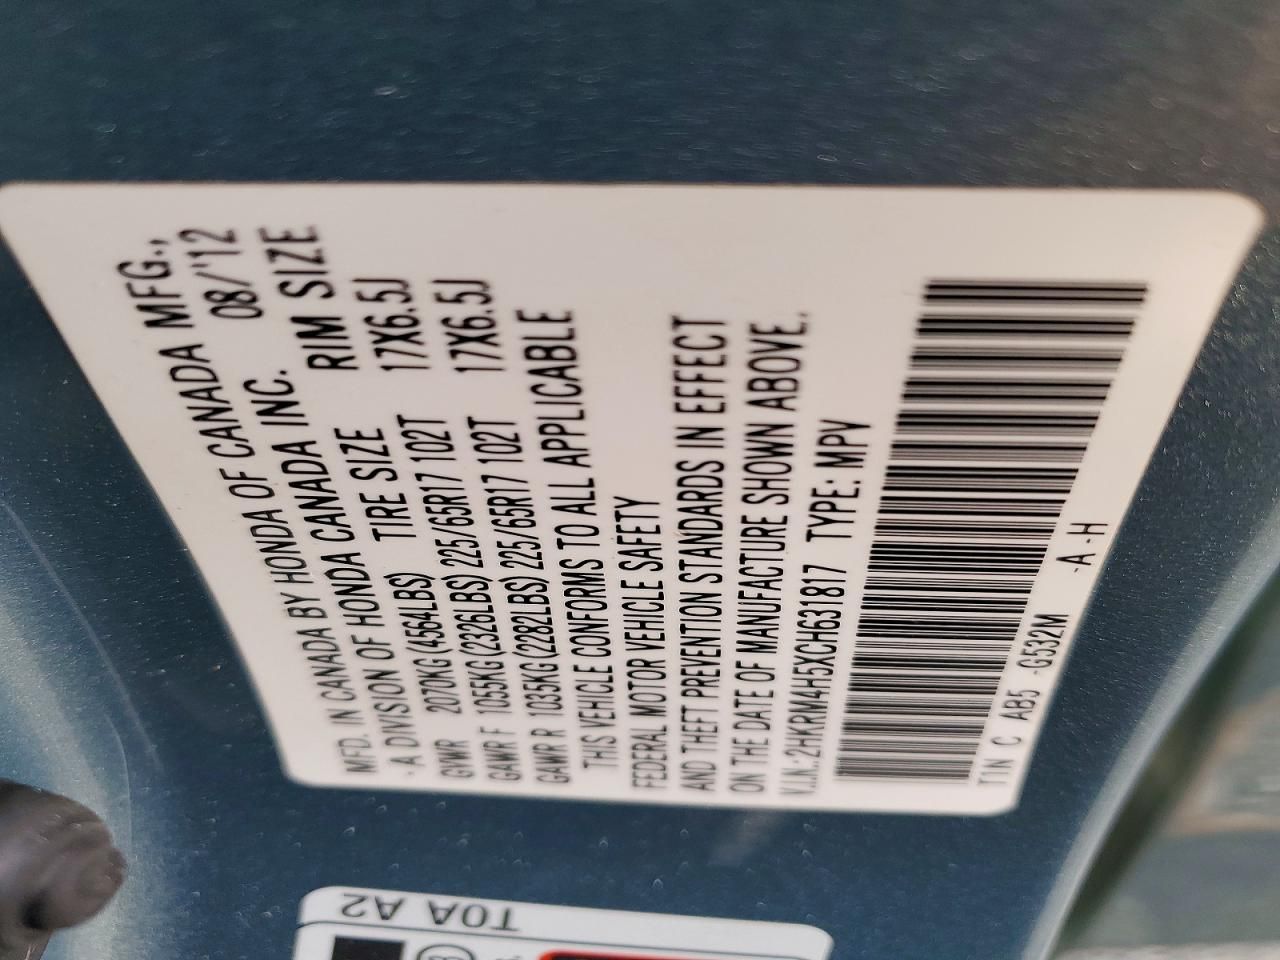 MFD. IN CANADA BY HONDA OF CANADA MFG.,
-A DIVISION OF HONDA CANADA INC. 08/'12
GVWR 2070KG(4564LBS) TIRE SIZE RIM SIZE
GAWR F 1055KG(2326LBS) 225/65R17 102T 17X6.5J
GAWR R 1035KG(2282LBS) 225/65R17 102T 17X6.5J
THIS VEHICLE CONFORMS TO ALL APPLICABLE
FEDERAL MOTOR VEHICLE SAFETY
AND THEFT PREVENTION STANDARDS IN EFFECT
ON THE DATE OF MANUFACTURE SHOWN ABOVE.
V.I.N.:2HKRM4H5XCH631817 TYPE: MPV
T1N C AB5 -G532M -A -H
T0A A2